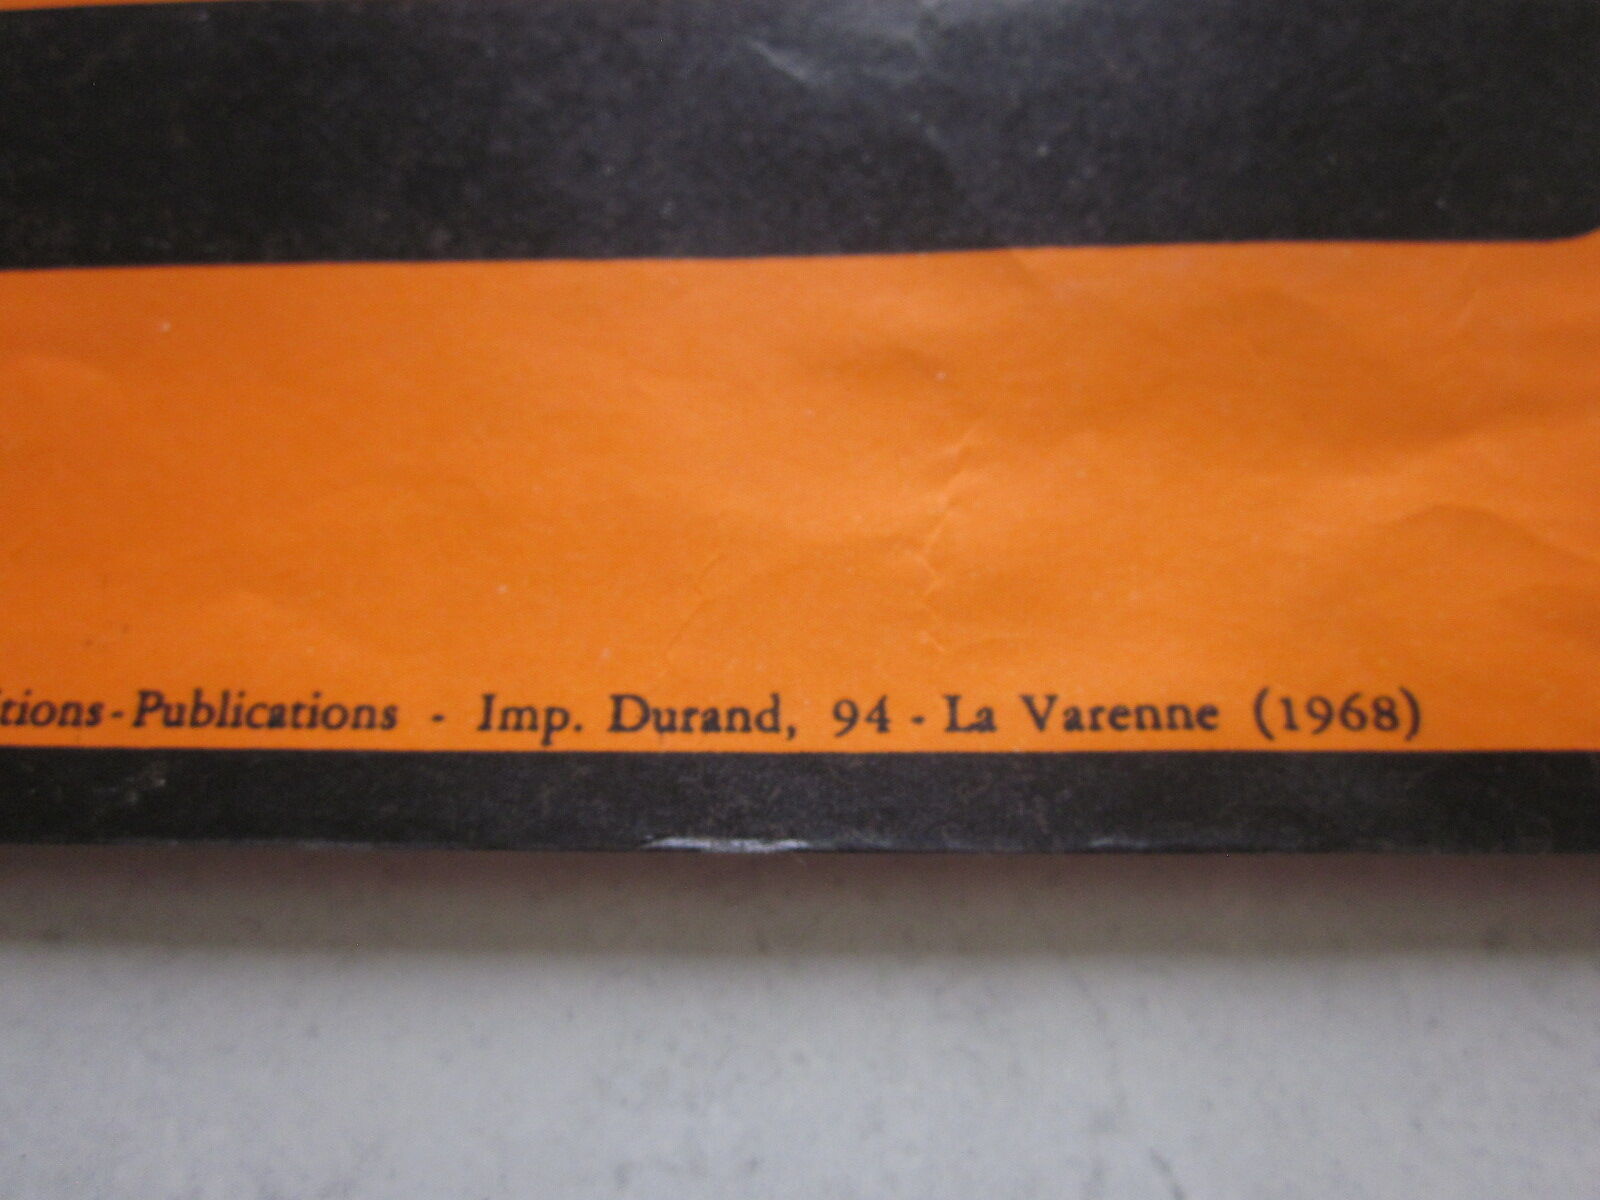 tions-Publications - Imp. Durand, 94 - La Varenne (1968)